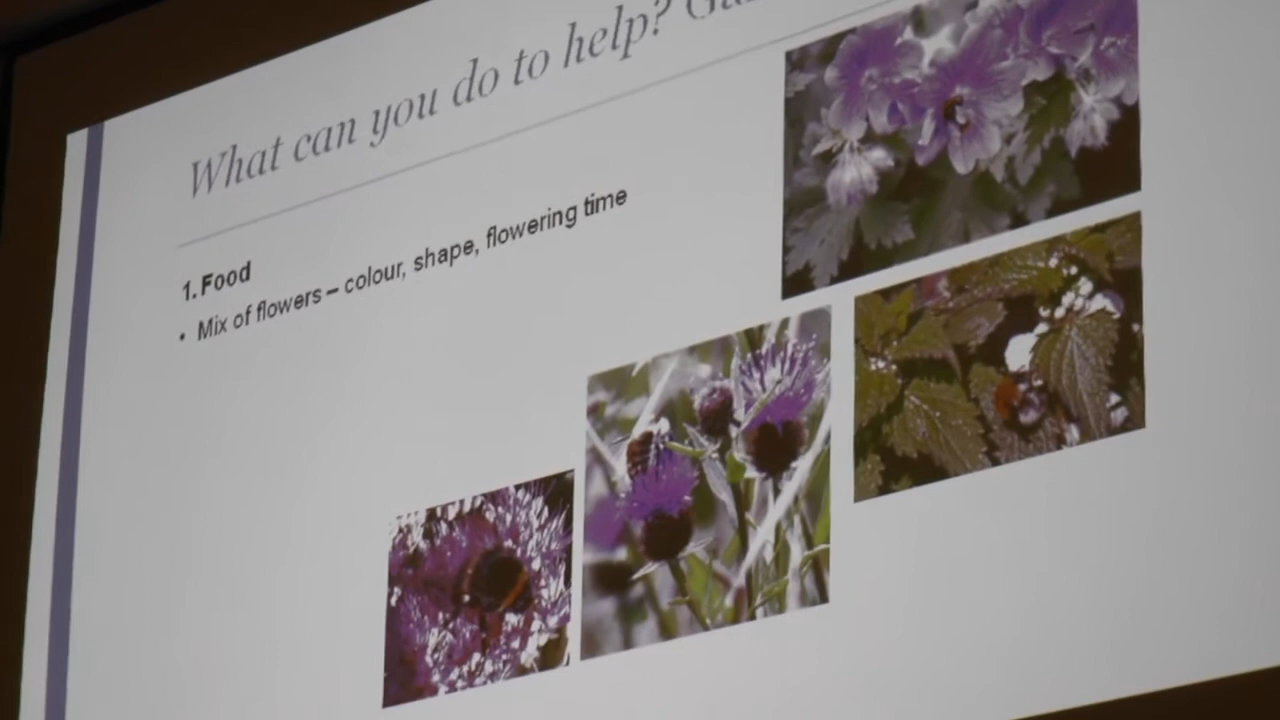 What can you do to help?
1. Food
• Mix of flowers – colour, shape, flowering time